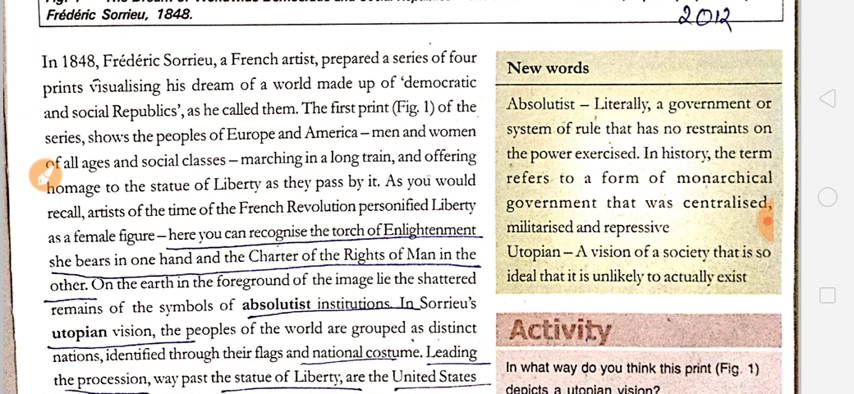 Frédéric Sorrieu, 1848.
2012
In 1848, Frédéric Sorrieu, a French artist, prepared a series of four
prints visualising his dream of a world made up of ‘democratic
and social Republics’, as he called them. The first print (Fig. 1) of the
series, shows the peoples of Europe and America – men and women
of all ages and social classes – marching in a long train, and offering
homage to the statue of Liberty as they pass by it. As you would
recall, artists of the time of the French Revolution personified Liberty
as a female figure – here you can recognise the torch of Enlightenment
she bears in one hand and the Charter of the Rights of Man in the
other. On the earth in the foreground of the image lie the shattered
remains of the symbols of absolutist institutions. In Sorrieu’s
utopian vision, the peoples of the world are grouped as distinct
nations, identified through their flags and national costume. Leading
the procession, way past the statue of Liberty, are the United States
New words
Absolutist – Literally, a government or
system of rule that has no restraints on
the power exercised. In history, the term
refers to a form of monarchical
government that was centralised,
militarised and repressive
Utopian – A vision of a society that is so
ideal that it is unlikely to actually exist
Activity
In what way do you think this print (Fig. 1)
depicts a utopian vision?